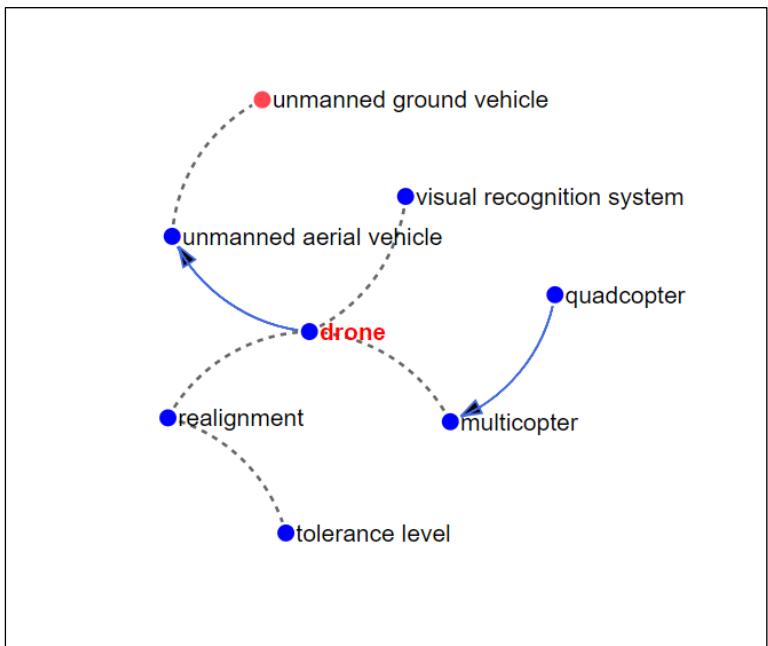 unmanned ground vehicle
visual recognition system
unmanned aerial vehicle
quadcopter
drone
realignment
multicopter
tolerance level